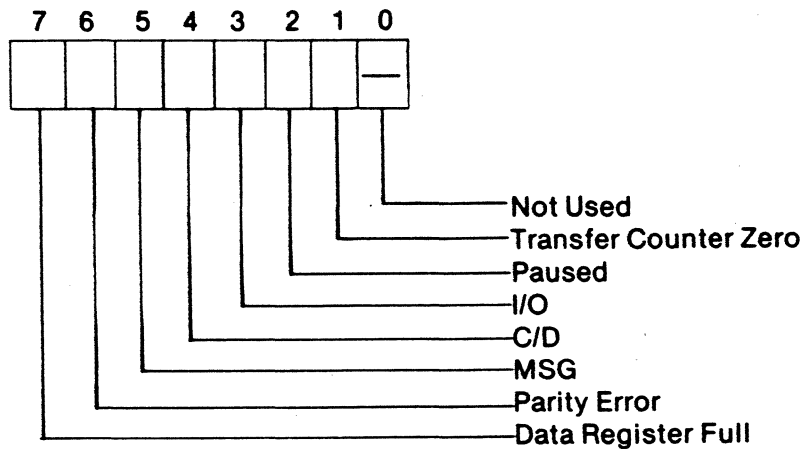 7 6 5 4 3 2 1 0
—
Not Used
Transfer Counter Zero
Paused
I/O
C/D
MSG
Parity Error
Data Register Full